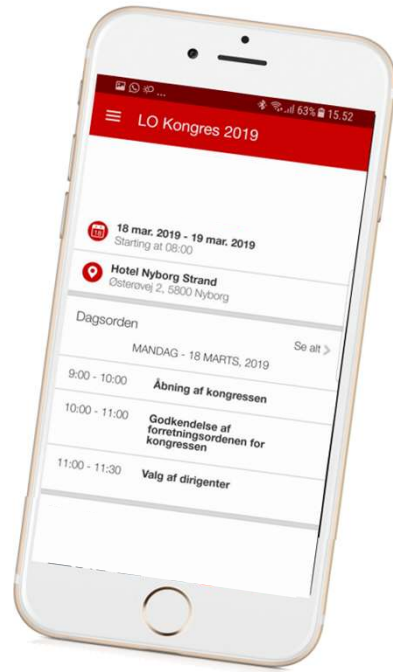 63% 15.52
LO Kongres 2019
18 mar. 2019 - 19 mar. 2019
Starting at 08:00
Hotel Nyborg Strand
Østerøvej 2, 5800 Nyborg
Dagsorden
Se alt >
MANDAG - 18 MARTS, 2019
9:00 - 10:00 Åbning af kongressen
10:00 - 11:00 Godkendelse af
forretningsordenen for
kongressen
11:00 - 11:30 Valg af dirigenter